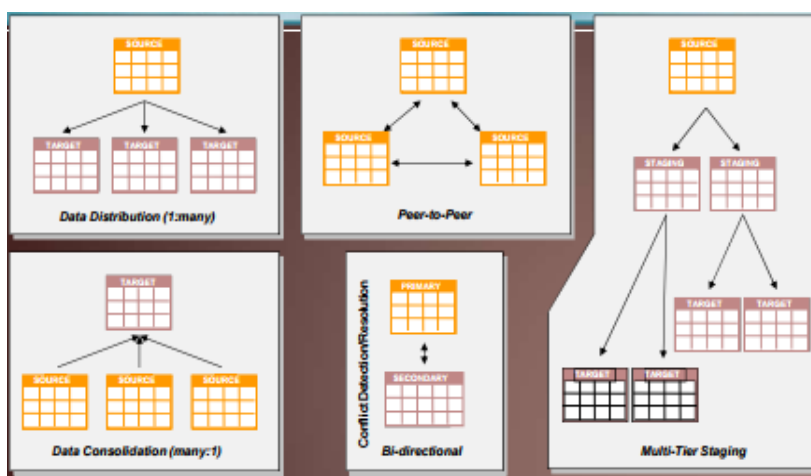 SOURCE
TARGET TARGET TARGET
Data Distribution (1:many)
SOURCE
SOURCE SOURCE
Peer-to-Peer
SOURCE
STAGING STAGING
TARGET TARGET
TARGET TARGET
Multi-Tier Staging
TARGET
SOURCE SOURCE SOURCE
Data Consolidation (many:1)
Conflict Detection/Resolution
PRIMARY
SECONDARY
Bi-directional